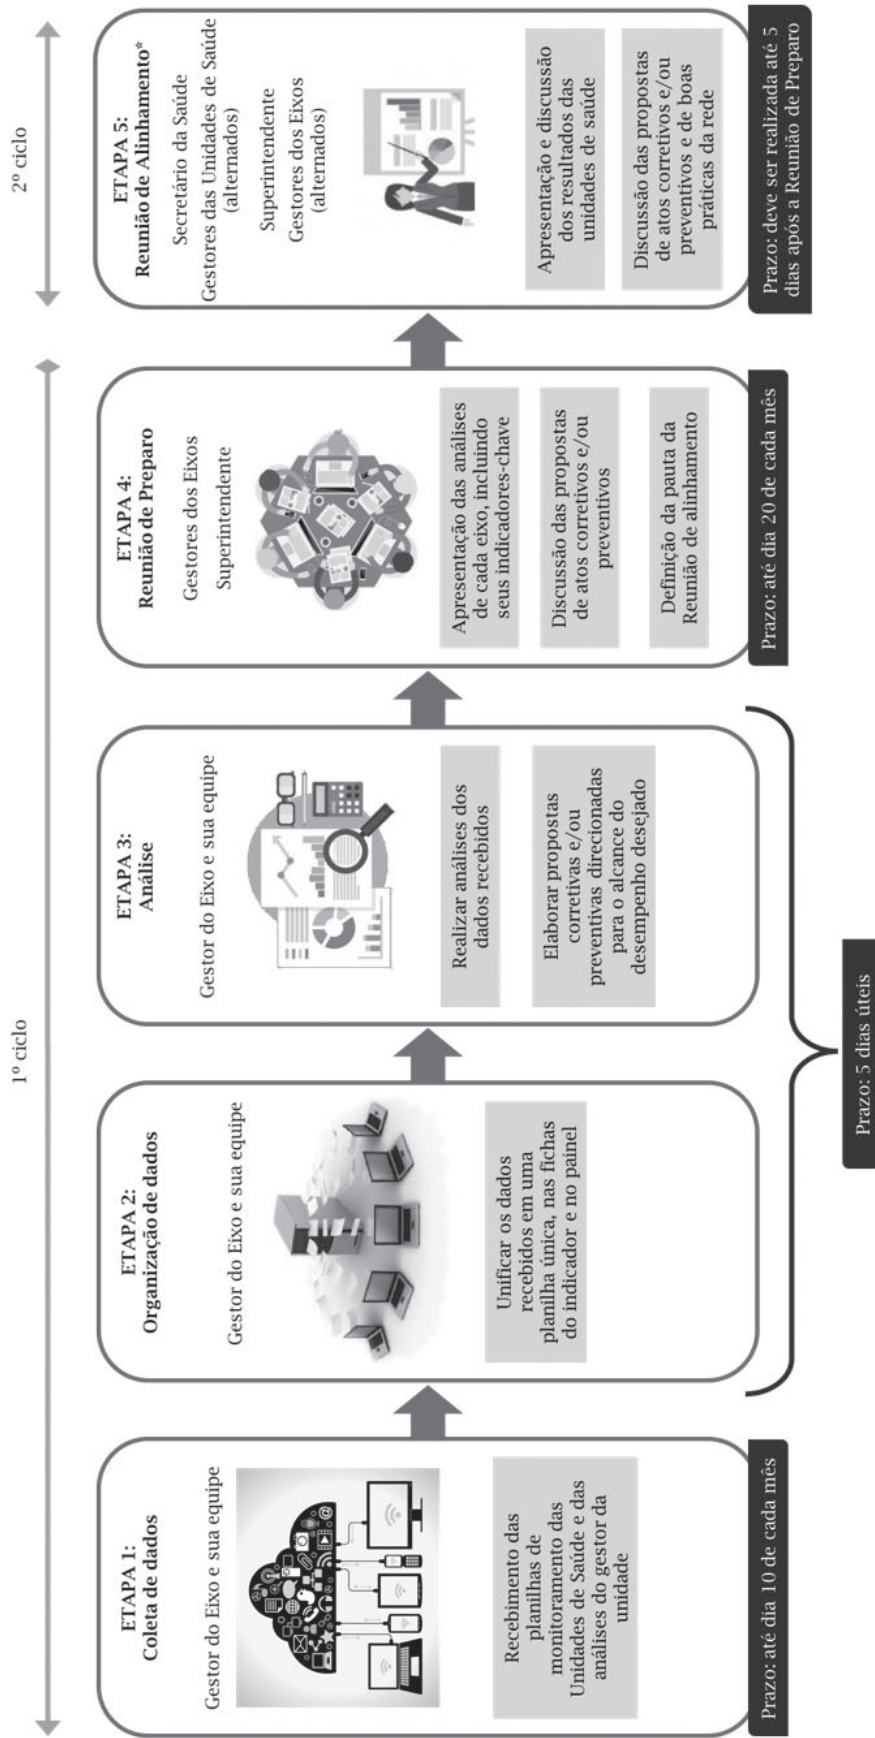 1º ciclo
2º ciclo
ETAPA 1:
Coleta de dados
Gestor do Eixo e sua equipe
Recebimento das
planilhas de
monitoramento das
Unidades de Saúde e das
análises do gestor da
unidade
Prazo: até dia 10 de cada mês
ETAPA 2:
Organização de dados
Gestor do Eixo e sua equipe
Unificar os dados
recebidos em uma
planilha única, nas fichas
do indicador e no painel
ETAPA 3:
Análise
Gestor do Eixo e sua equipe
Realizar análises dos
dados recebidos
Elaborar propostas
corretivas e/ou
preventivas direcionadas
para o alcance do
desempenho desejado
Prazo: 5 dias úteis
ETAPA 4:
Reunião de Preparo
Gestores dos Eixos
Superintendente
Apresentação das análises
de cada eixo, incluindo
seus indicadores-chave
Discussão das propostas
de atos corretivos e/ou
preventivos
Definição da pauta da
Reunião de alinhamento
Prazo: até dia 20 de cada mês
ETAPA 5:
Reunião de Alinhamento*
Secretário da Saúde
Gestores das Unidades de Saúde
(alternados)
Superintendente
Gestores dos Eixos
(alternados)
Apresentação e discussão
dos resultados das
unidades de saúde
Discussão das propostas
de atos corretivos e/ou
preventivos e de boas
práticas da rede
Prazo: deve ser realizada até 5
dias após a Reunião de Preparo